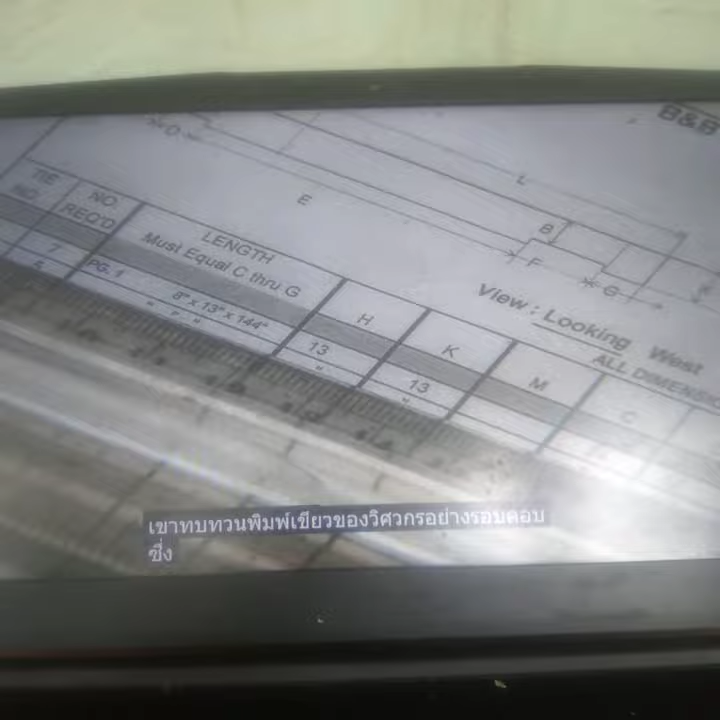 B&B
D
L
E
B
F
G
View : Looking West
ALL DIMENSI
TIE
NO.
NO.
REQ'D
LENGTH
Must Equal C thru G
H
K
M
C
7
PG. 1
8" x 13" x 144"
13
13
เขาทบทวนพิมพ์เขียวของวิศวกรอย่างรอบคอบ
ซึ่ง